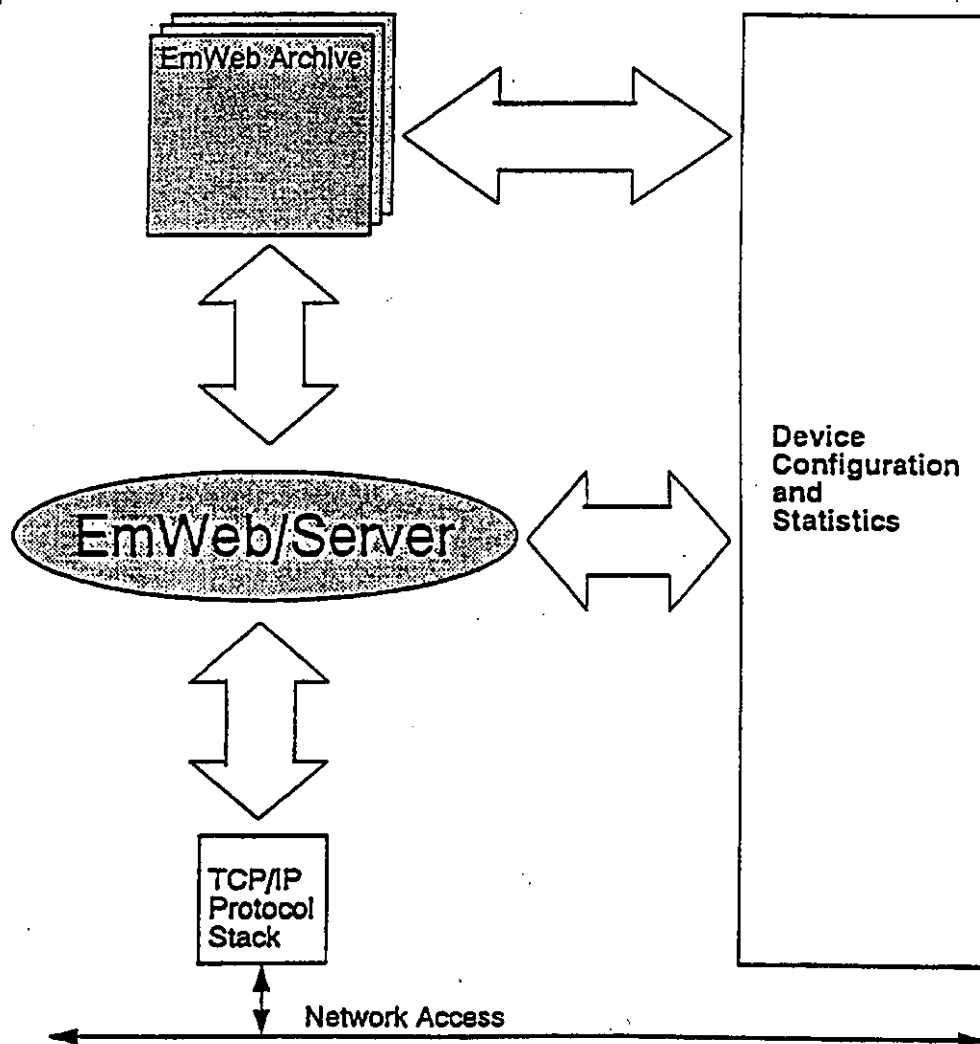 EmWeb Archive
Device
Configuration
and
Statistics
EmWeb/Server
TCP/IP
Protocol
Stack
Network Access